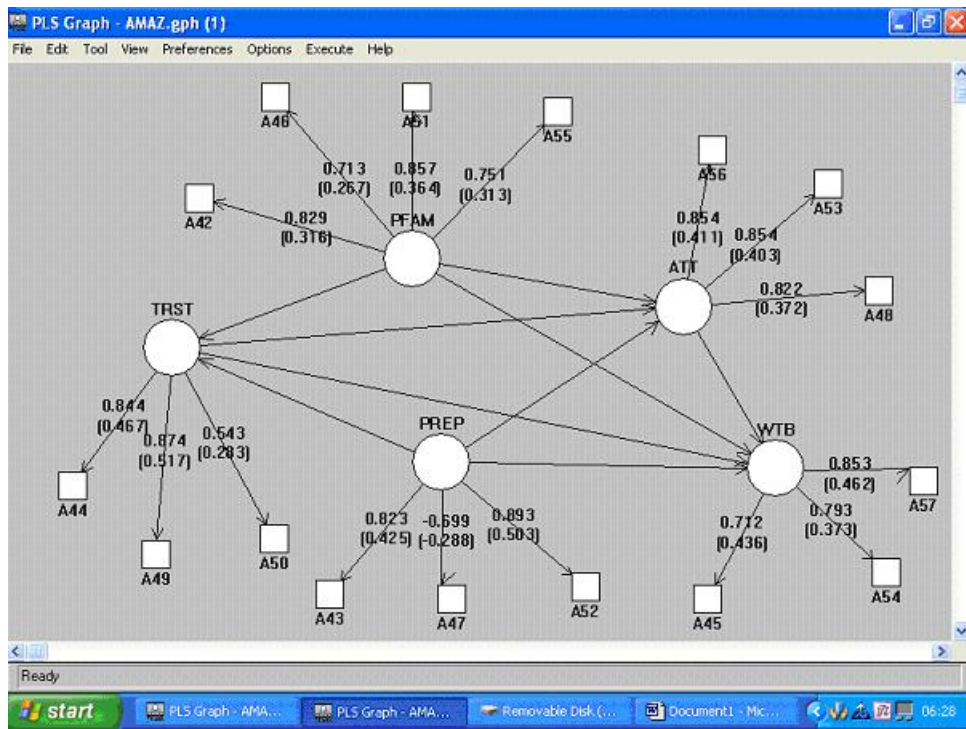 PLS Graph - AMAZ.gph (1)
File Edit Tool View Preferences Options Execute Help
A46
A51
A55
A56
A53
A42
0.713
(0.267)
0.857
(0.364)
0.751
(0.313)
0.829
(0.316)
PFAM
0.854
(0.411)
0.854
(0.403)
ATT
0.822
(0.372)
A48
TRST
0.844
(0.467)
0.874
(0.517)
0.543
(0.283)
A44
A49
A50
PREP
0.823
(0.425)
-0.699
(-0.288)
0.893
(0.503)
A43
A47
A52
WTB
0.853
(0.462)
A57
0.712
(0.436)
0.793
(0.373)
A54
A45
Ready
start
PLS Graph - AMA...
PLS Graph - AMA...
Removable Disk (...
Document1 - Mic...
06:28